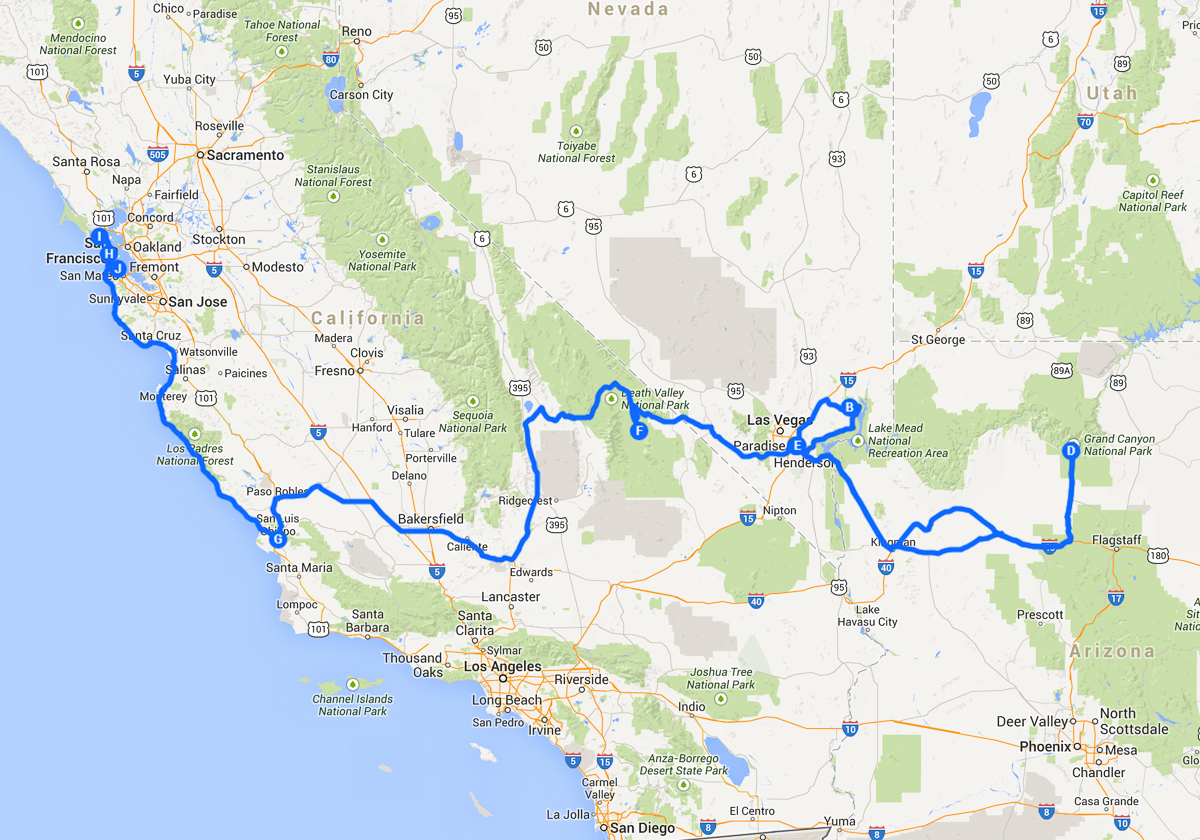 Nevada
Chico
Paradise
95
15
Mendocino
National Forest
Tahoe National
Forest
Reno
6
50
50
89
101
5
80
Yuba City
Carson City
50
Utah
6
Roseville
70
505
Sacramento
Toiyabe
National Forest
93
Santa Rosa
Stanislaus
National Forest
6
Napa
Fairfield
Capitol Reef
National Park
101
Concord
6
95
I
Stockton
6
Oakland
H
Yosemite
National Park
Francisco
J
Fremont
5
Modesto
15
San Jose
California
89
Santa Cruz
Madera
St George
Watsonville
Clovis
93
Salinas
Paicines
Fresno
89A
89
395
15
Monterey
101
95
Death Valley
National Park
Sequoia
National Park
Visalia
B
Las Vegas
Hanford
Tulare
5
F
Lake Mead
National
Recreation Area
Los Padres
National Forest
Paradise
E
Grand Canyon
National Park
D
Porterville
Henderson
Delano
Paso Robles
Ridgecrest
Nipton
15
San Luis
Obispo
Bakersfield
395
G
Caliente
Kingman
Flagstaff
180
5
40
Santa Maria
Edwards
95
Lancaster
40
17
Lompoc
Lake
Havasu City
Santa
Barbara
Santa
Clarita
Prescott
101
Arizona
Sylmar
Thousand
Oaks
Los Angeles
Riverside
Joshua Tree
National Park
Channel Islands
National Park
Long Beach
Indio
San Pedro
Irvine
10
Deer Valley
North
Scottsdale
Phoenix
Mesa
5
15
Anza-Borrego
Desert State Park
Chandler
Carmel
Valley
Casa Grande
La Jolla
El Centro
8
10
San Diego
8
Yuma
8